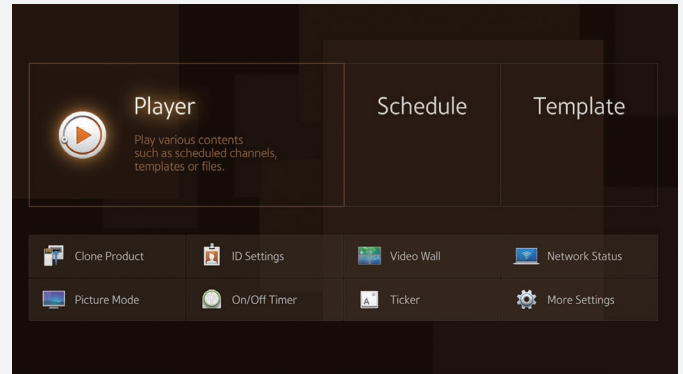 Player
Play various contents
such as scheduled channels,
templates or files.
Schedule
Template
Clone Product
ID Settings
Video Wall
Network Status
Picture Mode
On/Off Timer
A
Ticker
More Settings